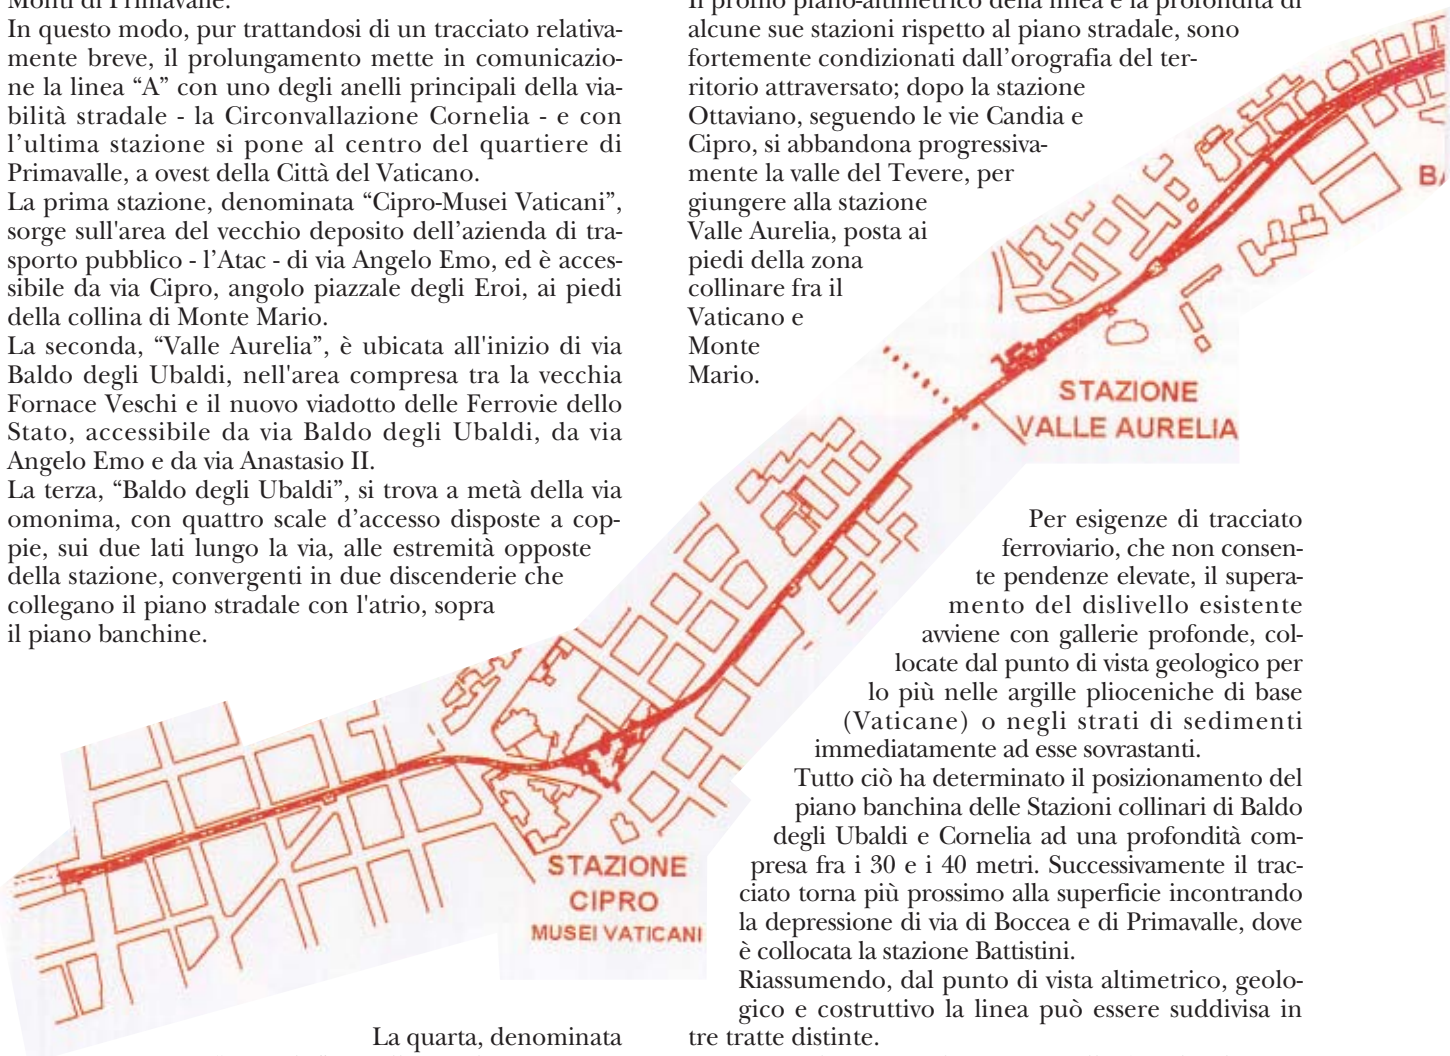 Monti di Primavalle.
In questo modo, pur trattandosi di un tracciato relativa-
mente breve, il prolungamento mette in comunicazio-
ne la linea “A” con uno degli anelli principali della via-
bilità stradale - la Circonvallazione Cornelia - e con
l’ultima stazione si pone al centro del quartiere di
Primavalle, a ovest della Città del Vaticano.
La prima stazione, denominata “Cipro-Musei Vaticani”,
sorge sull'area del vecchio deposito dell’azienda di tra-
sporto pubblico - l’Atac - di via Angelo Emo, ed è acces-
sibile da via Cipro, angolo piazzale degli Eroi, ai piedi
della collina di Monte Mario.
La seconda, “Valle Aurelia”, è ubicata all'inizio di via
Baldo degli Ubaldi, nell'area compresa tra la vecchia
Fornace Veschi e il nuovo viadotto delle Ferrovie dello
Stato, accessibile da via Baldo degli Ubaldi, da via
Angelo Emo e da via Anastasio II.
La terza, “Baldo degli Ubaldi”, si trova a metà della via
omonima, con quattro scale d’accesso disposte a cop-
pie, sui due lati lungo la via, alle estremità opposte
della stazione, convergenti in due discenderie che
collegano il piano stradale con l'atrio, sopra
il piano banchine.
La quarta, denominata
Il profilo piano-altimetrico della linea e la profondità di
alcune sue stazioni rispetto al piano stradale, sono
fortemente condizionati dall’orografia del ter-
ritorio attraversato; dopo la stazione
Ottaviano, seguendo le vie Candia e
Cipro, si abbandona progressiva-
mente la valle del Tevere, per
giungere alla stazione
Valle Aurelia, posta ai
piedi della zona
collinare fra il
Vaticano e
Monte
Mario.
Per esigenze di tracciato
ferroviario, che non consen-
te pendenze elevate, il supera-
mento del dislivello esistente
avviene con gallerie profonde, col-
locate dal punto di vista geologico per
lo più nelle argille plioceniche di base
(Vaticane) o negli strati di sedimenti
immediatamente ad esse sovrastanti.
Tutto ciò ha determinato il posizionamento del
piano banchina delle Stazioni collinari di Baldo
degli Ubaldi e Cornelia ad una profondità com-
presa fra i 30 e i 40 metri. Successivamente il trac-
ciato torna più prossimo alla superficie incontrando
la depressione di via di Boccea e di Primavalle, dove
è collocata la stazione Battistini.
Riassumendo, dal punto di vista altimetrico, geolo-
gico e costruttivo la linea può essere suddivisa in
tre tratte distinte.
BA
STAZIONE
VALLE AURELIA
STAZIONE
CIPRO
MUSEI VATICANI